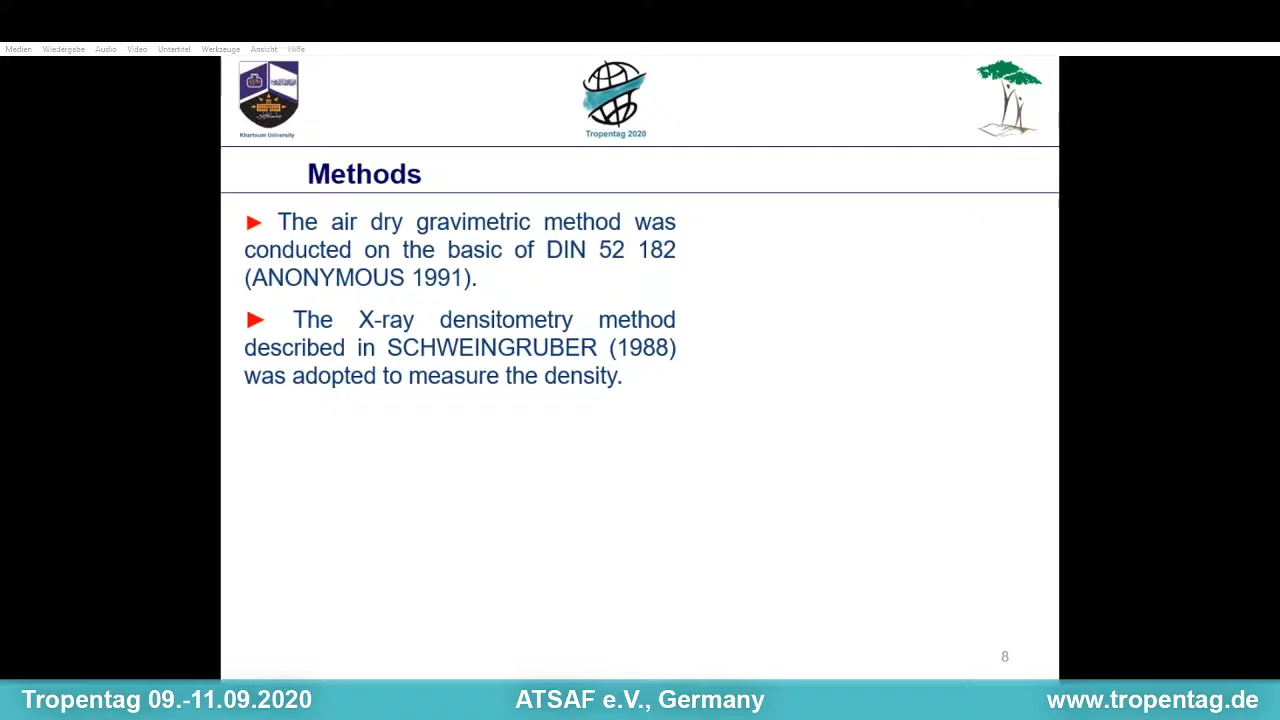 Medien Wiedergabe Audio Video Untertitel Werkzeuge Ansicht Hilfe
Khartoum University
Tropentag 2020
Methods
► The air dry gravimetric method was
conducted on the basic of DIN 52 182
(ANONYMOUS 1991).
► The X-ray densitometry method
described in SCHWEINGRUBER (1988)
was adopted to measure the density.
8
Tropentag 09.-11.09.2020 ATSAF e.V., Germany www.tropentag.de